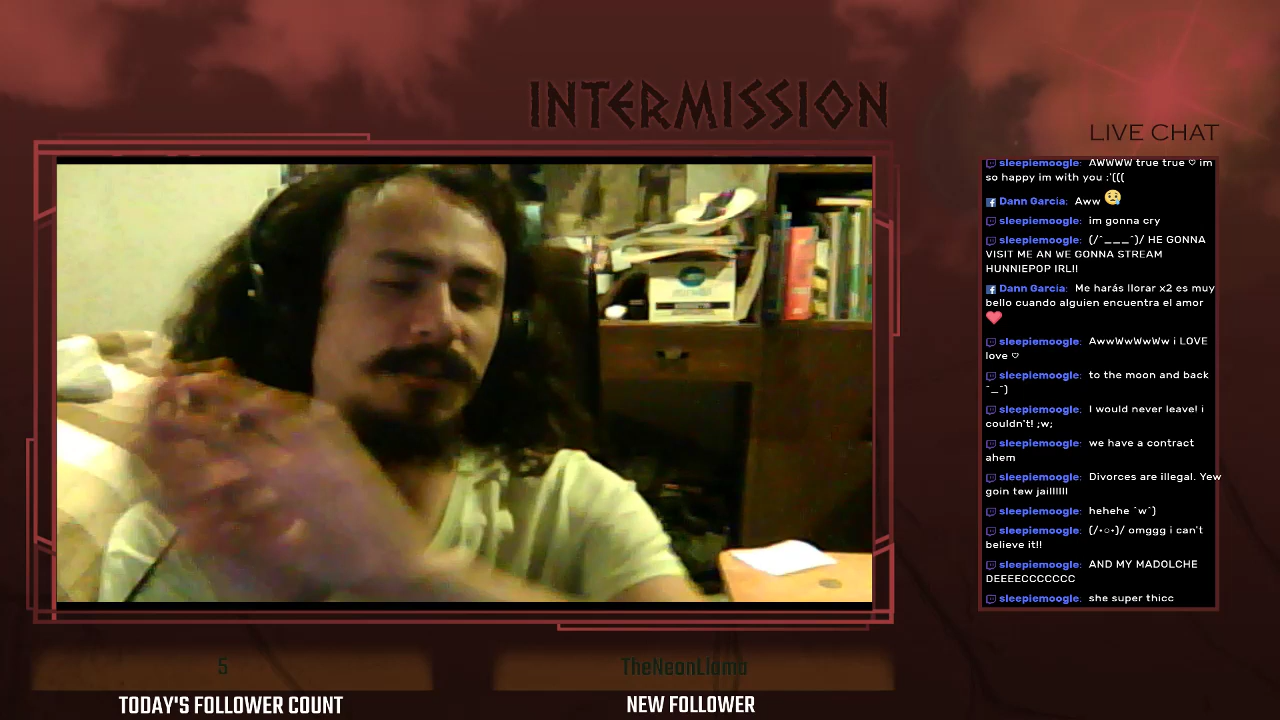 INTERMISSION
LIVE CHAT
sleepiemoogle: AWWWW true true ♡ im
so happy im with you :'(((
Dann García: Aww 😢
sleepiemoogle: im gonna cry
sleepiemoogle: (/´___`)/ HE GONNA
VISIT ME AN WE GONNA STREAM
HUNNIEPOP IRL!!
Dann García: Me harás llorar x2 es muy
bello cuando alguien encuentra el amor
❤️
sleepiemoogle: AwwWwWwWw i LOVE
love ♡
sleepiemoogle: to the moon and back
´_`)
sleepiemoogle: I would never leave! i
couldn't! ;w;
sleepiemoogle: we have a contract
ahem
sleepiemoogle: Divorces are illegal. Yew
goin tew jailllllll
sleepiemoogle: hehehe ´w`)
sleepiemoogle: (/•○•)/ omggg i can't
believe it!!
sleepiemoogle: AND MY MADOLCHE
DEEEECCCCCCC
sleepiemoogle: she super thicc
5
TODAY'S FOLLOWER COUNT
TheNeonLlama
NEW FOLLOWER